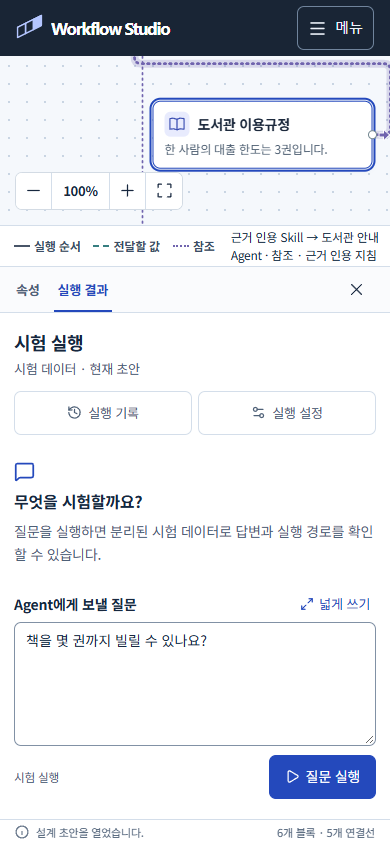 Workflow Studio
메뉴
도서관 이용규정
한 사람의 대출 한도는 3권입니다.
100%
실행 순서
전달할 값
참조
근거 인용 Skill → 도서관 안내
Agent · 참조 · 근거 인용 지침
속성
실행 결과
시험 실행
시험 데이터 · 현재 초안
실행 기록
실행 설정
무엇을 시험할까요?
질문을 실행하면 분리된 시험 데이터로 답변과 실행 경로를 확인
할 수 있습니다.
Agent에게 보낼 질문
넓게 쓰기
책을 몇 권까지 빌릴 수 있나요?
시험 실행
질문 실행
설계 초안을 열었습니다.
6개 블록 · 5개 연결선